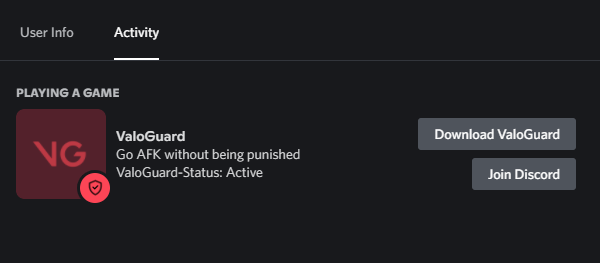 User Info
Activity
PLAYING A GAME
VG
ValoGuard
Go AFK without being punished
ValoGuard-Status: Active
Download ValoGuard
Join Discord